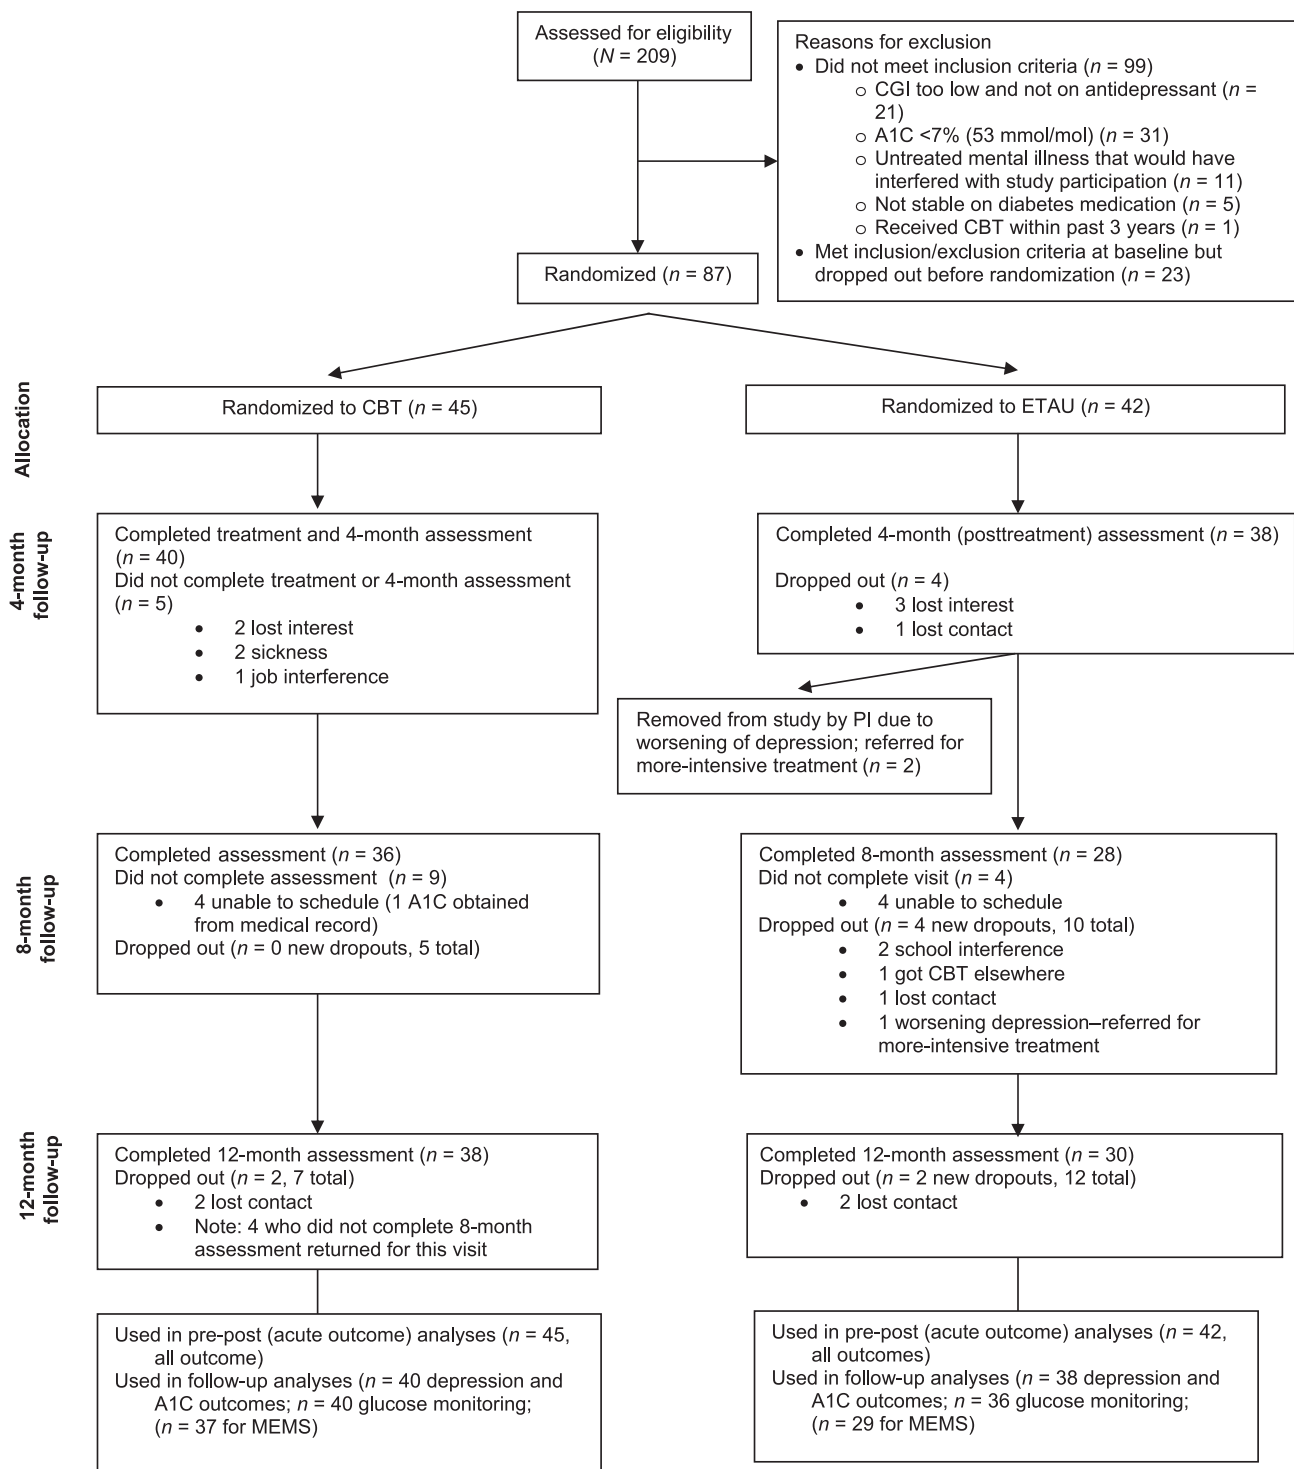 Assessed for eligibility
(N = 209)
Reasons for exclusion
• Did not meet inclusion criteria (n = 99)
o CGI too low and not on antidepressant (n =
21)
o A1C <7% (53 mmol/mol) (n = 31)
o Untreated mental illness that would have
interfered with study participation (n = 11)
o Not stable on diabetes medication (n = 5)
o Received CBT within past 3 years (n = 1)
• Met inclusion/exclusion criteria at baseline but
dropped out before randomization (n = 23)
Randomized (n = 87)
Allocation
Randomized to CBT (n = 45)
Randomized to ETAU (n = 42)
4-month
follow-up
Completed treatment and 4-month assessment
(n = 40)
Did not complete treatment or 4-month assessment
(n = 5)
• 2 lost interest
• 2 sickness
• 1 job interference
Completed 4-month (posttreatment) assessment (n = 38)
Dropped out (n = 4)
• 3 lost interest
• 1 lost contact
Removed from study by PI due to
worsening of depression; referred for
more-intensive treatment (n = 2)
8-month
follow-up
Completed assessment (n = 36)
Did not complete assessment (n = 9)
• 4 unable to schedule (1 A1C obtained
from medical record)
Dropped out (n = 0 new dropouts, 5 total)
Completed 8-month assessment (n = 28)
Did not complete visit (n = 4)
• 4 unable to schedule
Dropped out (n = 4 new dropouts, 10 total)
• 2 school interference
• 1 got CBT elsewhere
• 1 lost contact
• 1 worsening depression–referred for
more-intensive treatment
12-month
follow-up
Completed 12-month assessment (n = 38)
Dropped out (n = 2, 7 total)
• 2 lost contact
• Note: 4 who did not complete 8-month
assessment returned for this visit
Completed 12-month assessment (n = 30)
Dropped out (n = 2 new dropouts, 12 total)
• 2 lost contact
Used in pre-post (acute outcome) analyses (n = 45,
all outcome)
Used in follow-up analyses (n = 40 depression and
A1C outcomes; n = 40 glucose monitoring;
(n = 37 for MEMS)
Used in pre-post (acute outcome) analyses (n = 42,
all outcomes)
Used in follow-up analyses (n = 38 depression and
A1C outcomes; n = 36 glucose monitoring;
(n = 29 for MEMS)